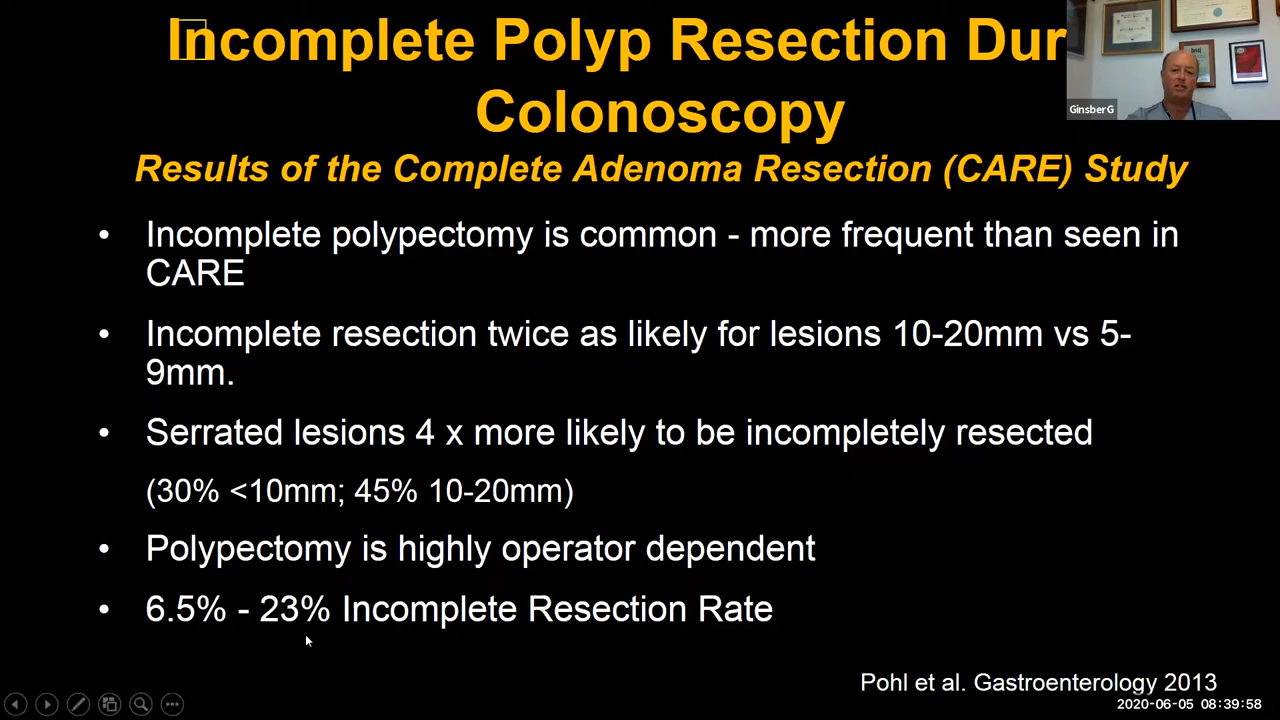 Incomplete Polyp Resection Dur
Colonoscopy
Results of the Complete Adenoma Resection (CARE) Study
• Incomplete polypectomy is common - more frequent than seen in
CARE
• Incomplete resection twice as likely for lesions 10-20mm vs 5-
9mm.
• Serrated lesions 4 x more likely to be incompletely resected
(30% <10mm; 45% 10-20mm)
• Polypectomy is highly operator dependent
• 6.5% - 23% Incomplete Resection Rate
Pohl et al. Gastroenterology 2013
GinsberG
2020-06-05 08:39:58